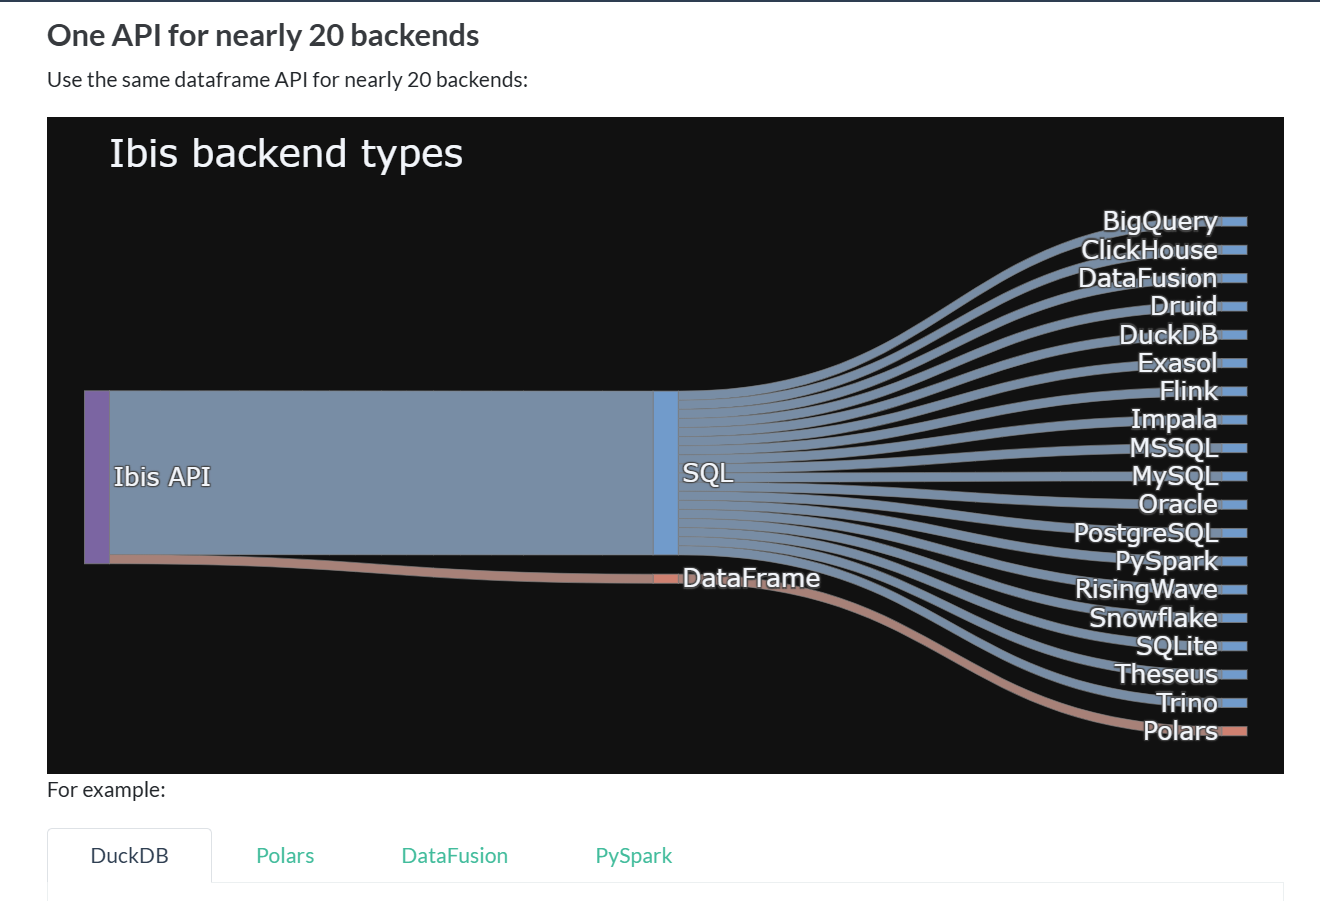 One API for nearly 20 backends
Use the same dataframe API for nearly 20 backends:
Ibis backend types
BigQuery
ClickHouse
DataFusion
Druid
DuckDB
Exasol
Flink
Impala
MSSQL
Ibis API
SQL
MySQL
Oracle
PostgreSQL
PySpark
DataFrame
RisingWave
Snowflake
SQLite
Theseus
Trino
Polars
For example:
DuckDB Polars DataFusion PySpark